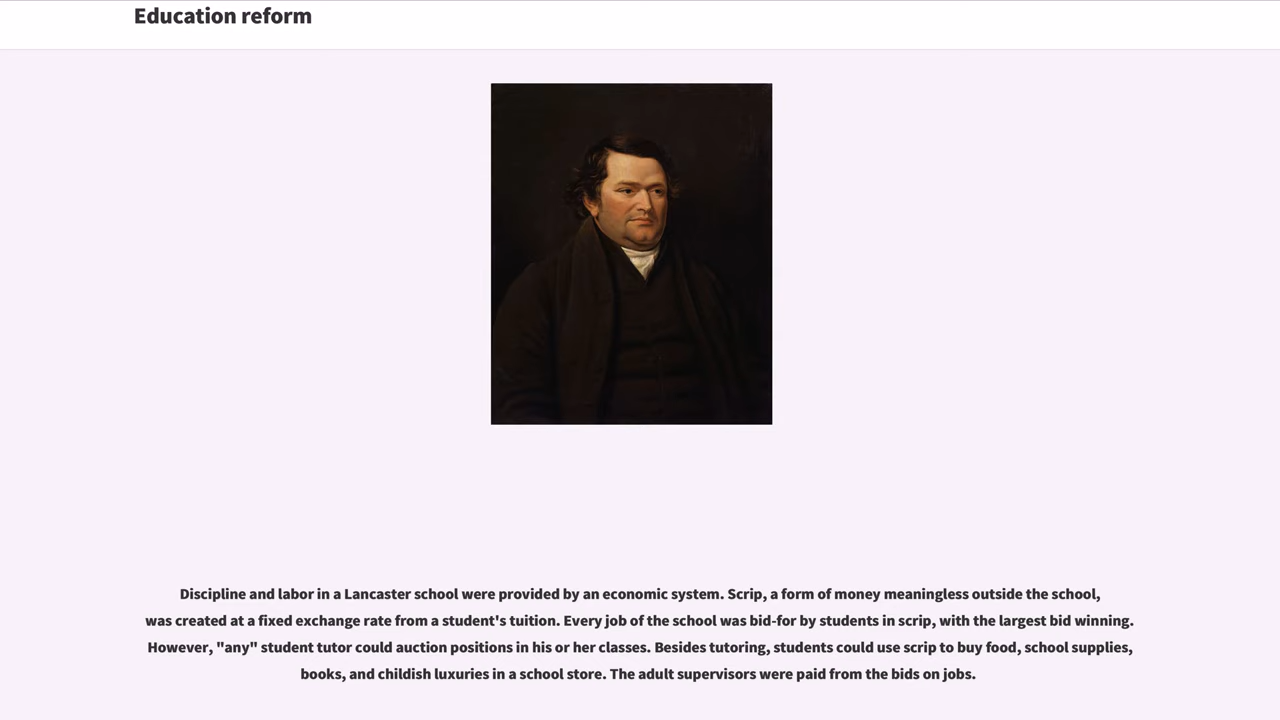 Education reform
Discipline and labor in a Lancaster school were provided by an economic system. Scrip, a form of money meaningless outside the school,
was created at a fixed exchange rate from a student's tuition. Every job of the school was bid-for by students in scrip, with the largest bid winning.
However, "any" student tutor could auction positions in his or her classes. Besides tutoring, students could use scrip to buy food, school supplies,
books, and childish luxuries in a school store. The adult supervisors were paid from the bids on jobs.